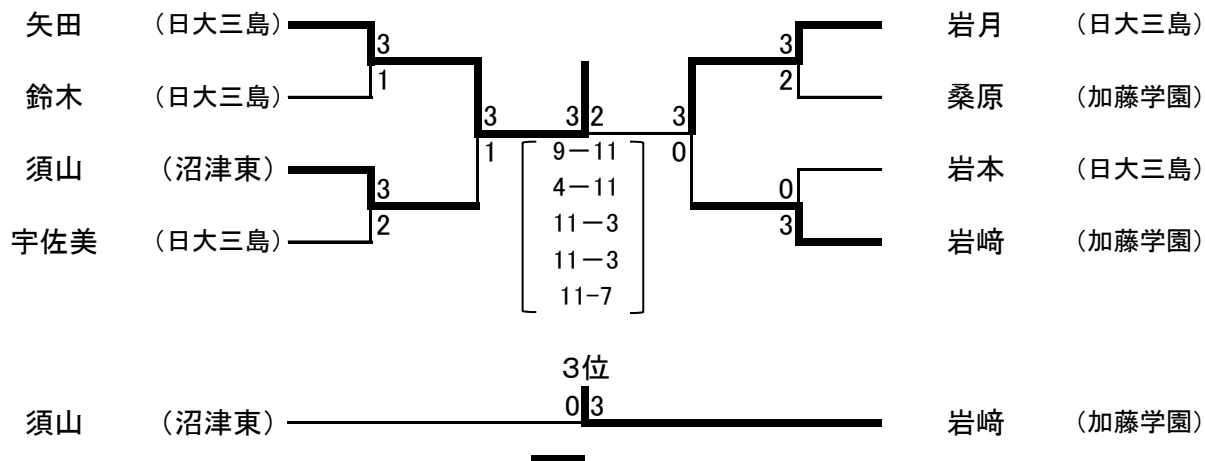 矢田 （日大三島） 3 3 岩月 （日大三島）
鈴木 （日大三島） 1 2 桑原 （加藤学園）
3 3 2 3
1 9－11 0
須山 （沼津東） 3 4－11 0 岩本 （日大三島）
11－3
宇佐美 （日大三島） 2 3 岩﨑 （加藤学園）
11－3
11-7
３位
0 3
須山 （沼津東） 岩﨑 （加藤学園）